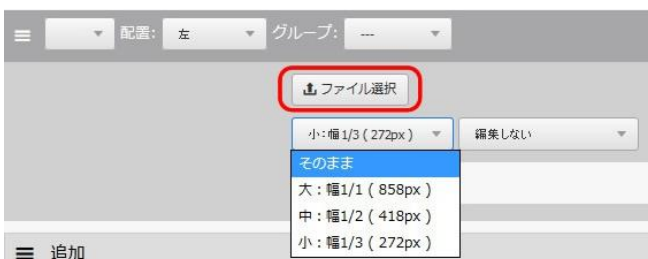 配置: 左 グループ: ---
ファイル選択
小:幅1/3 ( 272px ) 編集しない
そのまま
大：幅1/1 ( 858px )
中：幅1/2 ( 418px )
小：幅1/3 ( 272px )
追加